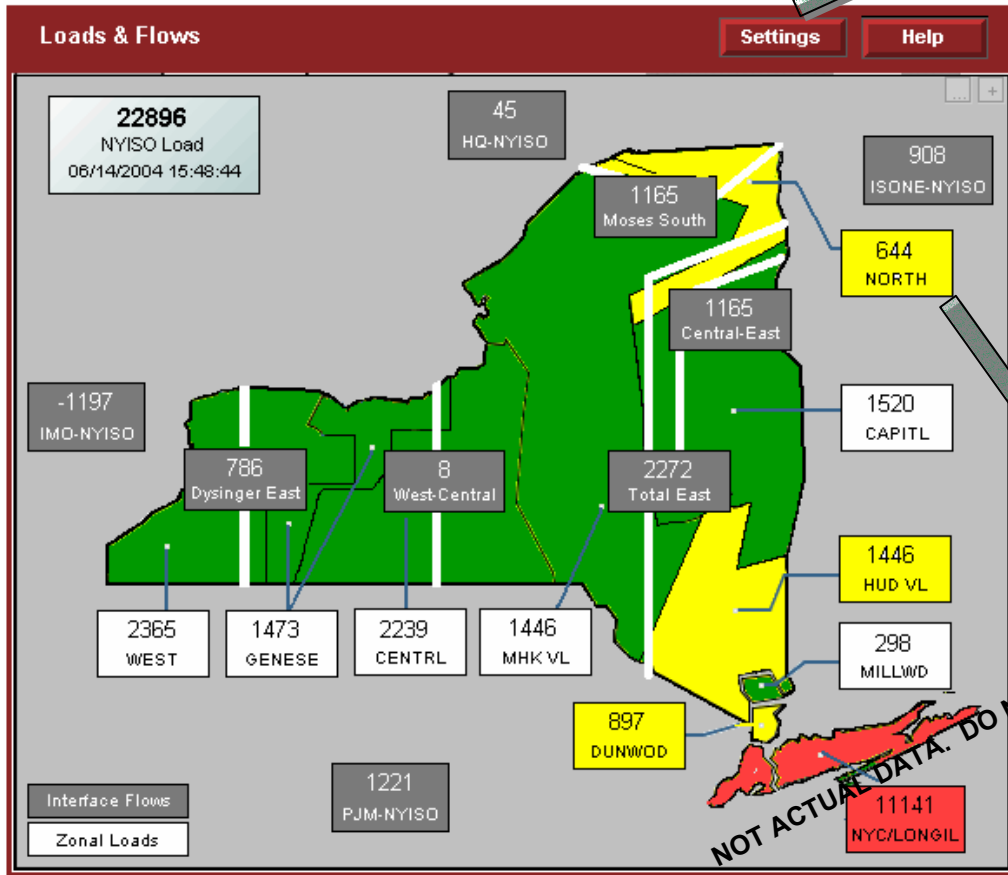 Loads & Flows
Settings
Help
...
+
22896
NYISO Load
06/14/2004 15:48:44
45
HQ-NYISO
908
ISONE-NYISO
1165
Moses South
644
NORTH
1165
Central-East
-1197
IMO-NYISO
1520
CAPITL
786
Dysinger East
8
West-Central
2272
Total East
1446
HUD VL
2365
WEST
1473
GENESE
2239
CENTRL
1446
MHK VL
298
MILLWD
897
DUNWOD
1221
PJM-NYISO
11141
NYC/LONGIL
Interface Flows
Zonal Loads
NOT ACTUAL DATA. DO